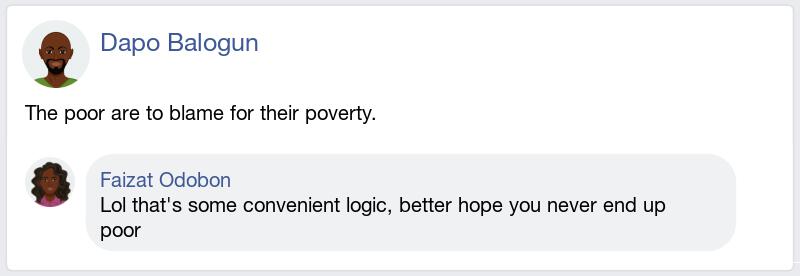 Dapo Balogun
The poor are to blame for their poverty.
Faizat Odobon
Lol that's some convenient logic, better hope you never end up
poor